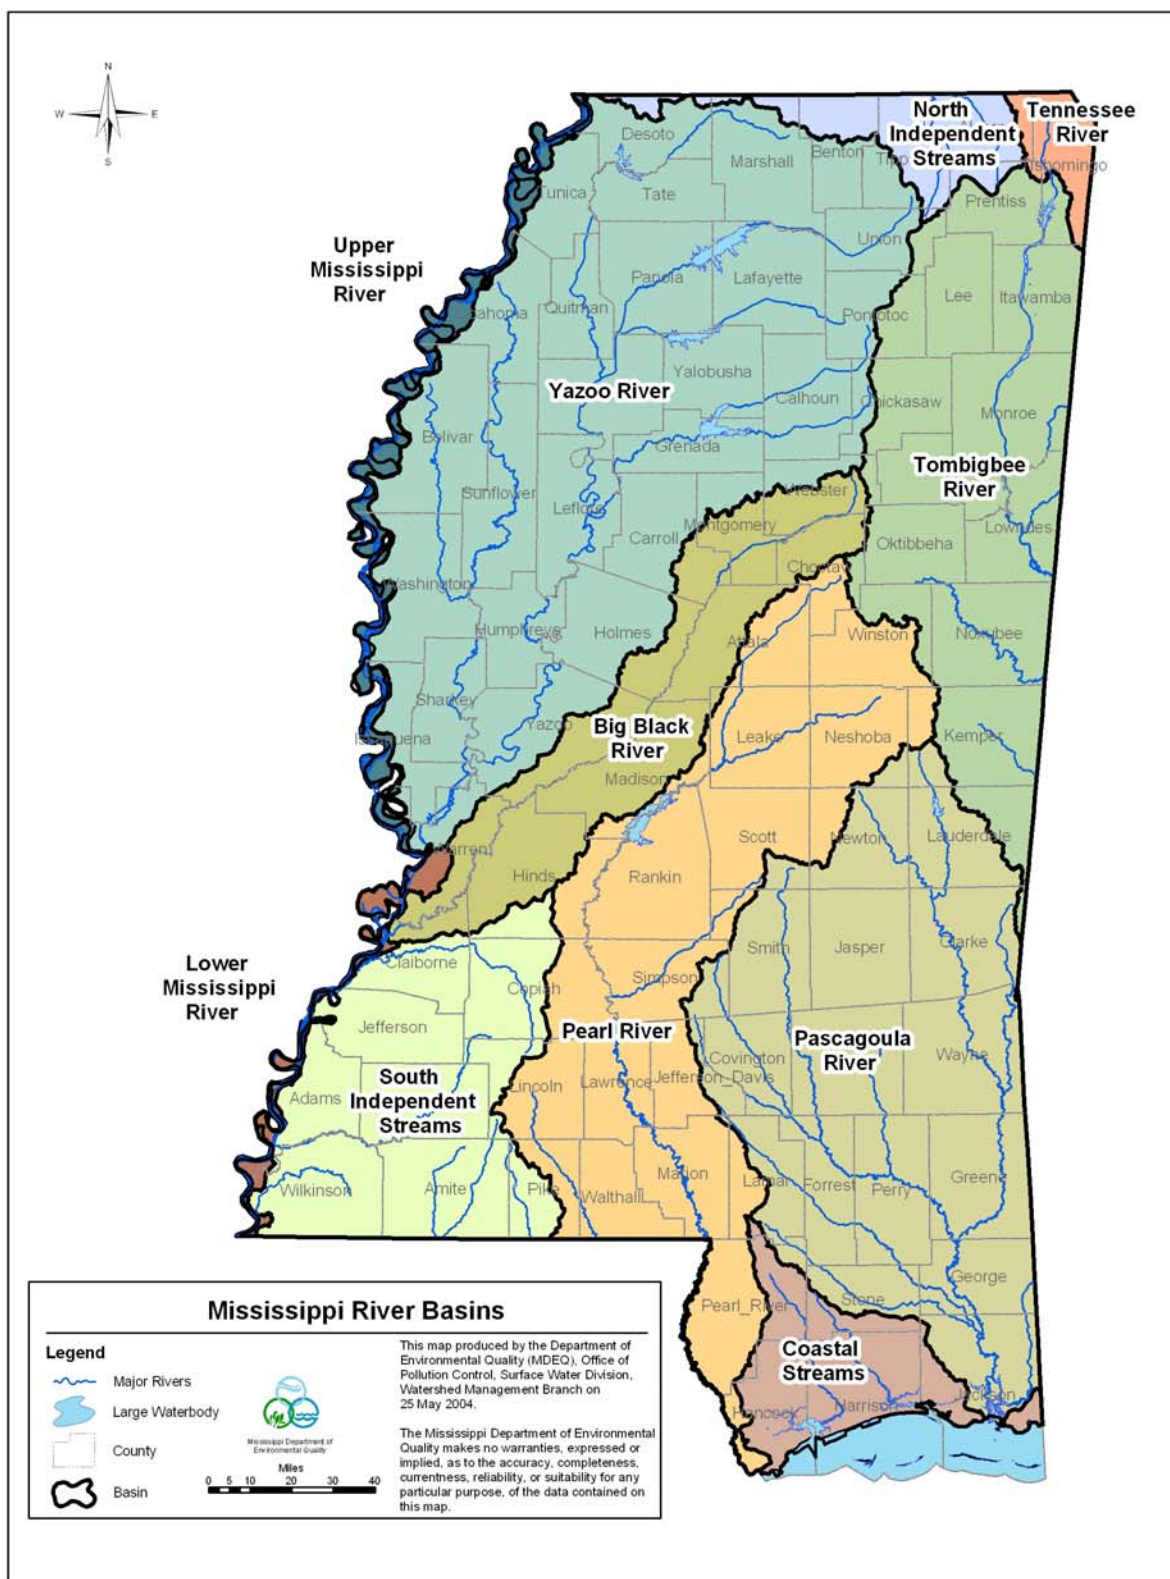 N
W
E
S
North
Independent
Streams
Tennessee
River
Desoto
Marshall
Benton
Tipp
Tunica
Tate
Prentiss
Upper
Mississippi
River
Union
Panola
Lafayette
Lee
Itawamba
Quitman
Pontotoc
Yazoo River
Yalobusha
Calhoun
Chickasaw
Monroe
Bolivar
Grenada
Tombigbee
River
Sunflower
Leflore
Webster
Montgomery
Carroll
Oktibbeha
Lowndes
Choctaw
Washington
Humphreys
Holmes
Attala
Winston
Noxubee
Sharkey
Yazoo
Big Black
River
Issaquena
Leake
Neshoba
Kemper
Madison
Warren
Hinds
Scott
Newton
Lauderdale
Rankin
Lower
Mississippi
River
Claiborne
Copiah
Simpson
Smith
Jasper
Clarke
Jefferson
Pearl River
Pascagoula
River
Wayne
Covington
South
Independent
Streams
Adams
Lincoln
Lawrence
Jefferson_Davis
Wilkinson
Amite
Pike
Walthall
Marion
Lamar
Forrest
Perry
Greene
George
Pearl_River
Stone
Coastal
Streams
Hancock
Harrison
Jackson
Mississippi River Basins
Legend
Major Rivers
Large Waterbody
County
Basin
Mississippi Department of
Environmental Quality
Miles
0 5 10 20 30 40
This map produced by the Department of
Environmental Quality (MDEQ), Office of
Pollution Control, Surface Water Division,
Watershed Management Branch on
25 May 2004.
The Mississippi Department of Environmental
Quality makes no warranties, expressed or
implied, as to the accuracy, completeness,
currentness, reliability, or suitability for any
particular purpose, of the data contained on
this map.